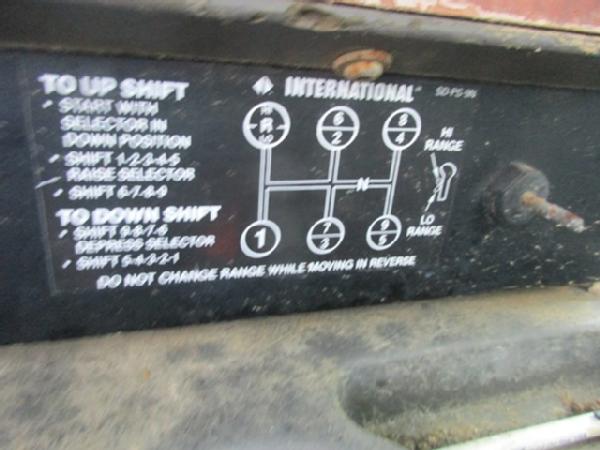 TO UP SHIFT
START WITH
SELECTOR IN
DOWN POSITION
SHIFT 1-2-3-4-5
RAISE SELECTOR
SHIFT 6-7-8-9
TO DOWN SHIFT
SHIFT 9-8-7-6
DEPRESS SELECTOR
SHIFT 5-4-3-2-1
INTERNATIONAL
HI
R
LO
6
2
8
4
N
1
7
3
9
5
HI
RANGE
LO
RANGE
DO NOT CHANGE RANGE WHILE MOVING IN REVERSE